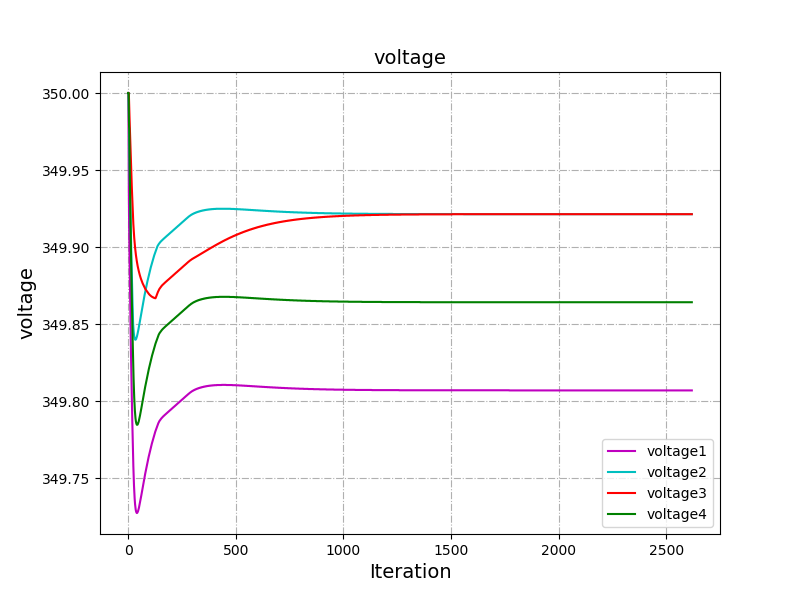 voltage
350.00
349.95
349.90
349.85
349.80
349.75
voltage
0
500
1000
1500
2000
2500
Iteration
voltage1
voltage2
voltage3
voltage4